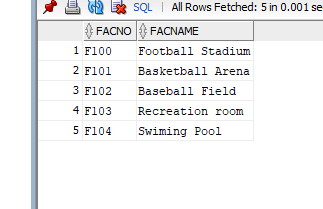 SQL | All Rows Fetched: 5 in 0.001 se
FACNO FACNAME
1 F100 Football Stadium
2 F101 Basketball Arena
3 F102 Baseball Field
4 F103 Recreation room
5 F104 Swiming Pool